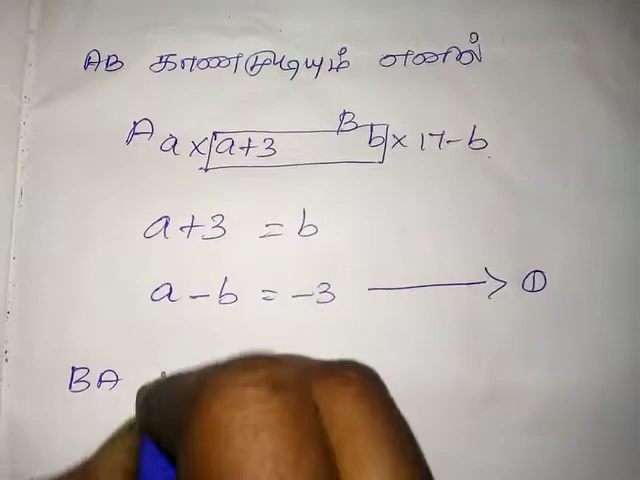 AB காணமுடியும் எனில்
A a × a+3 B b × 17-b
a+3 = b
a-b = -3 → ①
BA